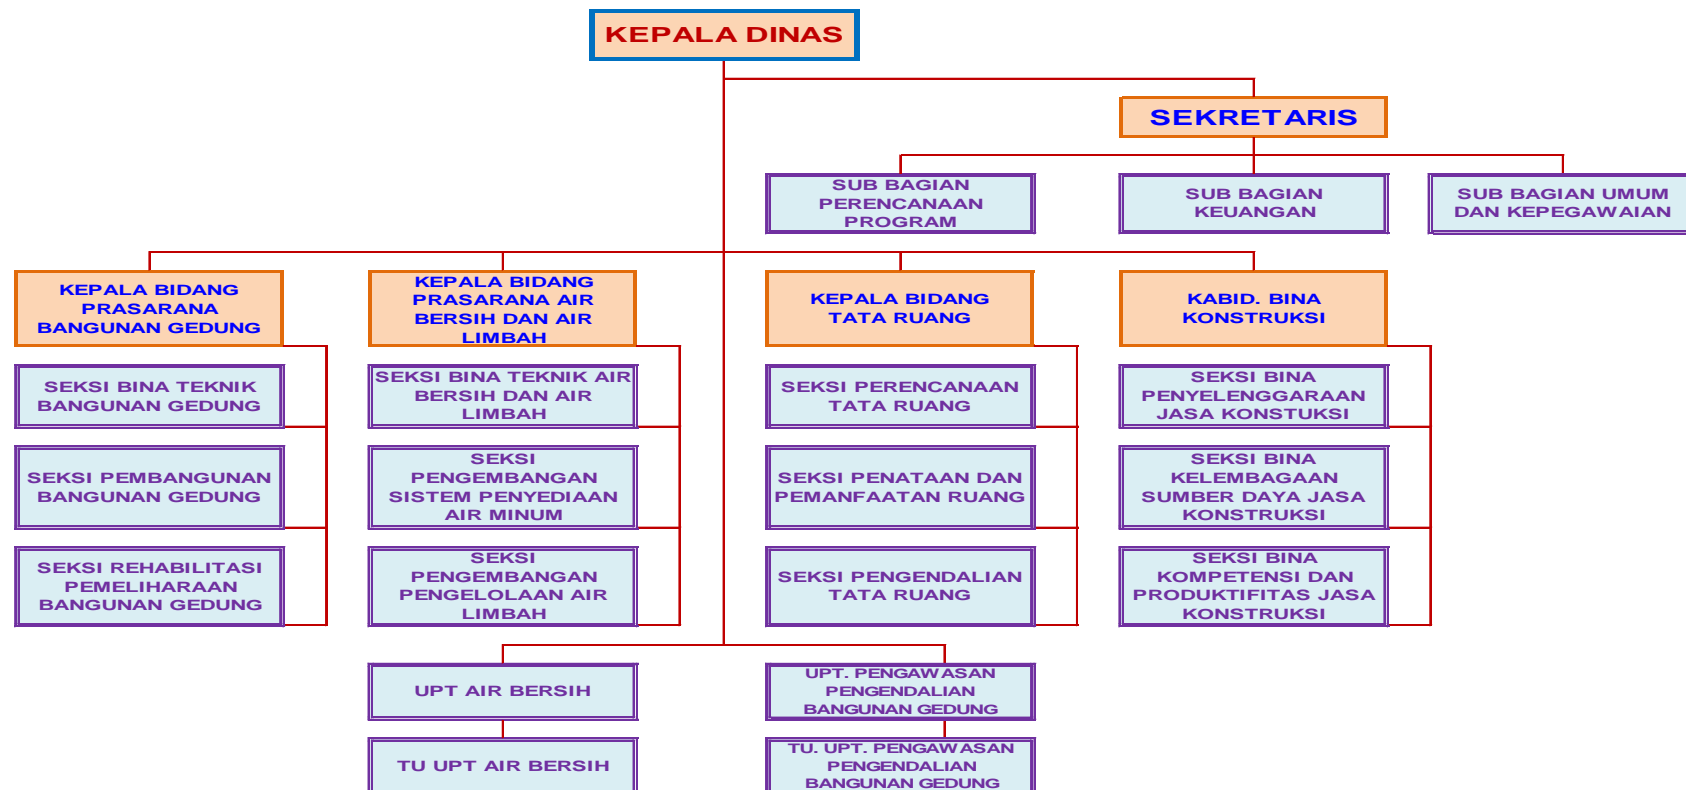 KEPALA DINAS
SEKRETARIS
SUB BAGIAN
PERENCANAAN
PROGRAM
SUB BAGIAN
KEUANGAN
SUB BAGIAN UMUM
DAN KEPEGAWAIAN
KEPALA BIDANG
PRASARANA
BANGUNAN GEDUNG
KEPALA BIDANG
PRASARANA AIR
BERSIH DAN AIR
LIMBAH
KEPALA BIDANG
TATA RUANG
KABID. BINA
KONSTRUKSI
SEKSI BINA TEKNIK
BANGUNAN GEDUNG
SEKSI BINA TEKNIK AIR
BERSIH DAN AIR
LIMBAH
SEKSI PERENCANAAN
TATA RUANG
SEKSI BINA
PENYELENGGARAAN
JASA KONSTUKSI
SEKSI PEMBANGUNAN
BANGUNAN GEDUNG
SEKSI
PENGEMBANGAN
SISTEM PENYEDIAAN
AIR MINUM
SEKSI PENATAAN DAN
PEMANFAATAN RUANG
SEKSI BINA
KELEMBAGAAN
SUMBER DAYA JASA
KONSTRUKSI
SEKSI REHABILITASI
PEMELIHARAAN
BANGUNAN GEDUNG
SEKSI
PENGEMBANGAN
PENGELOLAAN AIR
LIMBAH
SEKSI PENGENDALIAN
TATA RUANG
SEKSI BINA
KOMPETENSI DAN
PRODUKTIFITAS JASA
KONSTRUKSI
UPT AIR BERSIH
UPT. PENGAWASAN
PENGENDALIAN
BANGUNAN GEDUNG
TU UPT AIR BERSIH
TU. UPT. PENGAWASAN
PENGENDALIAN
BANGUNAN GEDUNG